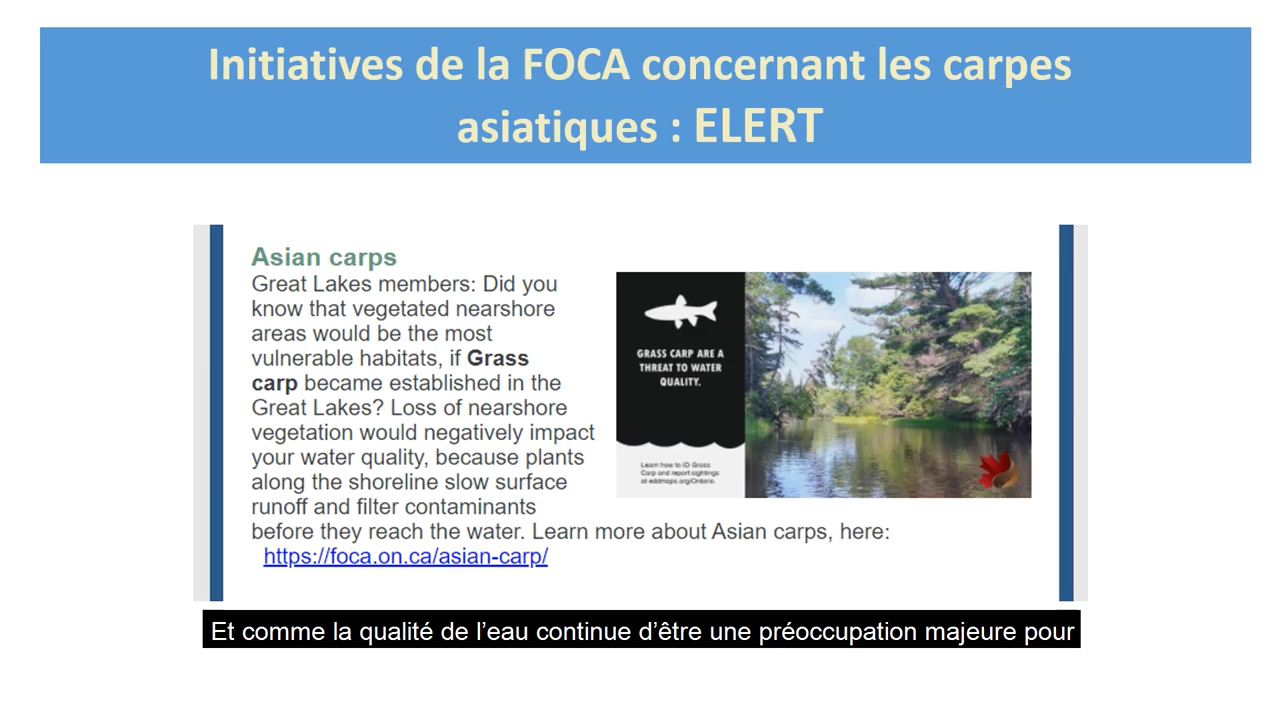 Initiatives de la FOCA concernant les carpes
asiatiques : ELERT
Asian carps
Great Lakes members: Did you
know that vegetated nearshore
areas would be the most
vulnerable habitats, if Grass
carp became established in the
Great Lakes? Loss of nearshore
vegetation would negatively impact
your water quality, because plants
along the shoreline slow surface
runoff and filter contaminants
before they reach the water. Learn more about Asian carps, here:
https://foca.on.ca/asian-carp/
GRASS CARP ARE A
THREAT TO WATER
QUALITY.
Learn how to ID Grass
Carp and report sightings
at eddmaps.org/Ontario.
Et comme la qualité de l’eau continue d’être une préoccupation majeure pour